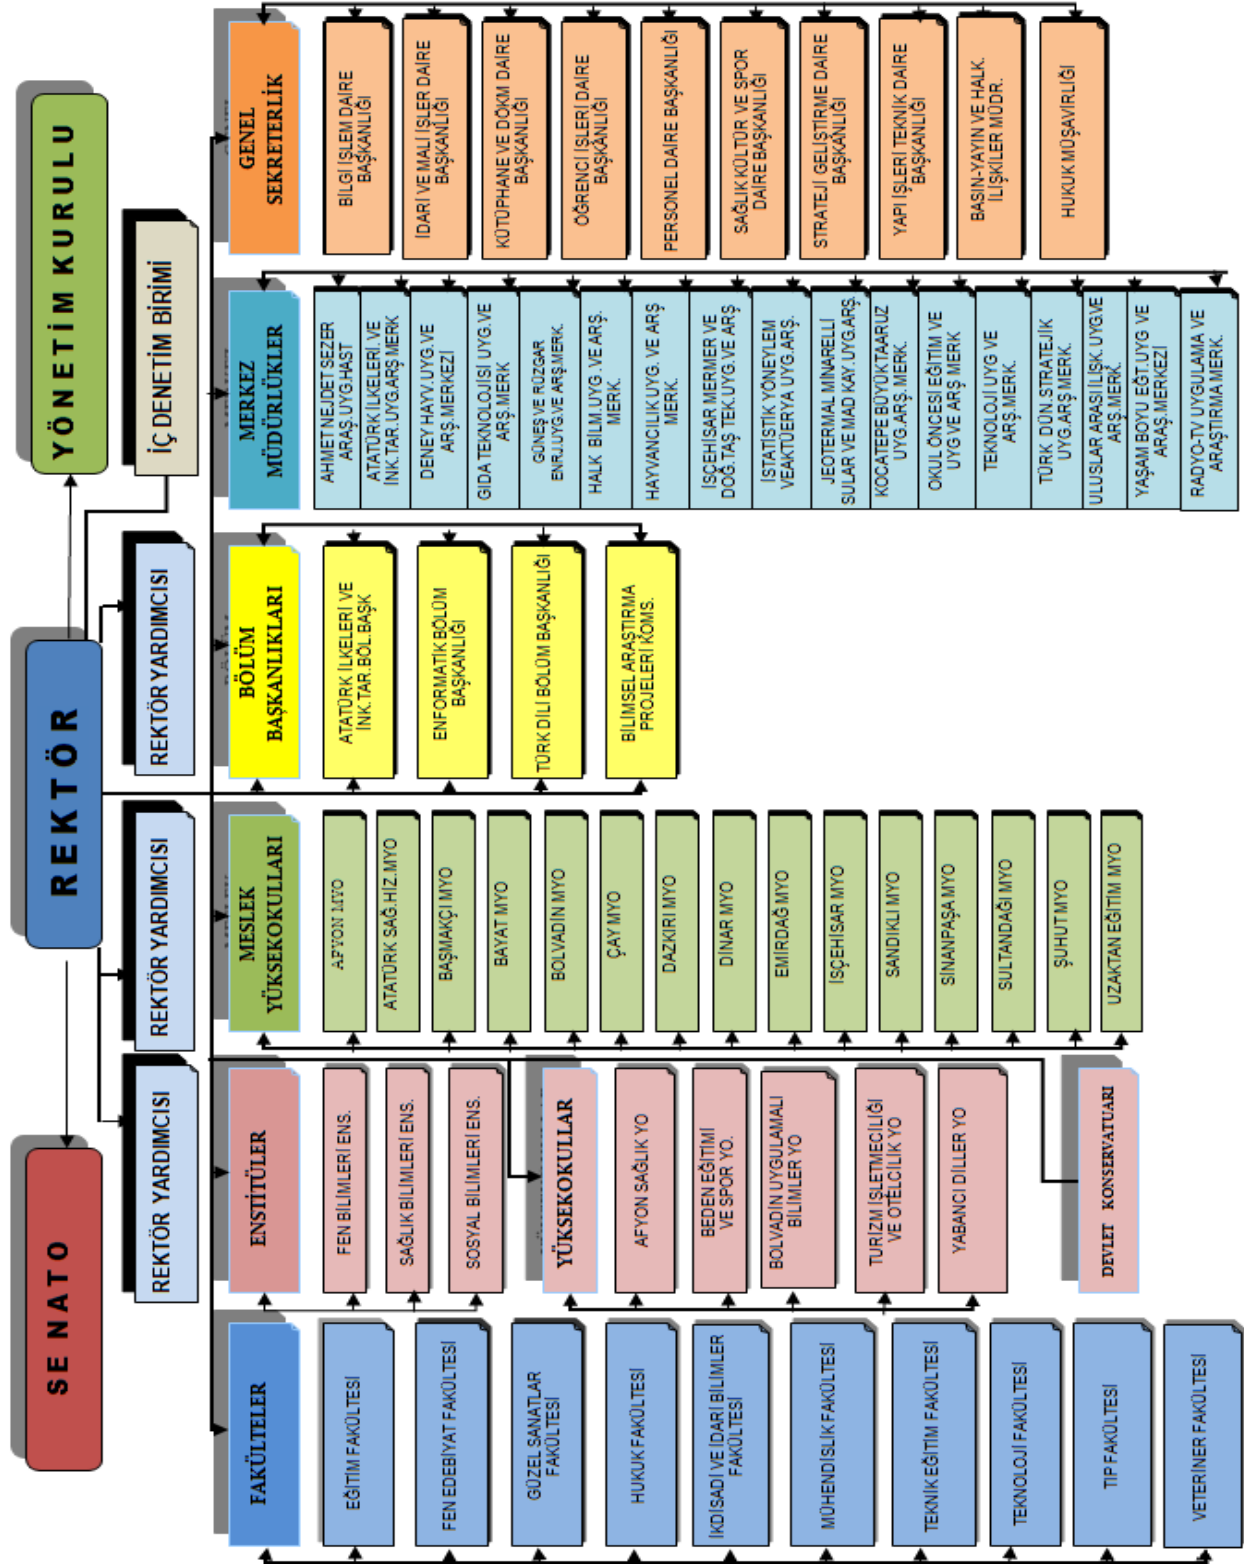 SENATO
REKTÖR
YÖNETİM KURULU
REKTÖR YARDIMCISI
REKTÖR YARDIMCISI
REKTÖR YARDIMCISI
İÇ DENETİM BİRİMİ
FAKÜLTELER
EĞİTİM FAKÜLTESİ
FEN EDEBİYAT FAKÜLTESİ
GÜZEL SANATLAR
FAKÜLTESİ
HUKUK FAKÜLTESİ
İKDİSADİ VE İDARİ BİLİMLER
FAKÜLTESİ
MÜHENDİSLİK FAKÜLTESİ
TEKNİK EĞİTİM FAKÜLTESİ
TEKNOLOJİ FAKÜLTESİ
TIP FAKÜLTESİ
VETERİNER FAKÜLTESİ
ENSTİTÜLER
FEN BİLİMLERİ ENS.
SAĞLIK BİLİMLERİ ENS.
SOSYAL BİLİMLERİ ENS.
YÜKSEKOKULLAR
AFYON SAĞLIK YO
BEDEN EĞİTİMİ
VE SPOR YO.
BOLVADİN UYGULAMALI
BİLİMLER YO
TURİZM İŞLETMECİLİĞİ
VE OTELCİLİK YO
YABANCI DİLLER YO
DEVLET KONSERVATUARI
MESLEK
YÜKSEKOKULLARI
AFYON MYO
ATATÜRK SAĞ.HİZ.MYO
BAŞMAKÇI MYO
BAYAT MYO
BOLVADİN MYO
ÇAY MYO
DAZKIRI MYO
DİNAR MYO
EMİRDAĞ MYO
İSÇEHİSAR MYO
SANDIKLI MYO
SİNANPAŞA MYO
SULTANDAĞI MYO
ŞUHUT MYO
UZAKTAN EĞİTİM MYO
BÖLÜM
BAŞKANLIKLARI
ATATÜRK İLKELERİ VE
İNK.TAR.BÖL.BAŞK
ENFORMATİK BÖLÜM
BAŞKANLIĞI
TÜRK DİLİ BÖLÜM BAŞKANLIĞI
BİLİMSEL ARAŞTIRMA
PROJELERİ KOMS.
MERKEZ
MÜDÜRLÜKLER
AHMET NEJDET SEZER
ARAŞ.UYG.HAST
ATATÜRK İLKELERİ. VE
İNK.TAR.UYG.ARŞ.MERK
DENEY HAYV.UYG.VE
ARŞ.MERKEZİ
GIDA TEKNOLOJİSİ UYG.VE
ARŞ.MERK
GÜNEŞ VE RÜZGAR
ENRJ.UYG.VE ARŞ.MERK.
HALK BİLM.UYG. VE ARŞ.
MERK.
HAYVANCILIK UYG. VE ARŞ
MERK.
İSÇEHİSAR MERMER VE
DOĞ.TAŞ TEK.UYG.VE ARŞ
İSTATİSTİK YÖNEYLEM
VEAKTÜERYA UYG.ARŞ.
JEOTERMAL MİNARELLİ
SULAR VE MAD KAY.UYG.ARŞ.
KOCATEPE BÜYÜKTAARUZ
UYG.ARŞ. MERK.
OKUL ÖNCESİ EĞİTİM VE
UYG VE ARŞ MERK
TEKNOLOJİ UYG VE
ARŞ.MERK.
TÜRK. DÜN.STRATEJİK
UYG.ARŞ MERK.
ULUSLAR ARASI İLİŞK. UYG.VE
ARŞ.MERK.
YAŞAM BOYU EĞT.UYG VE
ARAŞ.MERKEZİ
RADYO-TV UYGULAMA VE
ARAŞTIRMA MERK.
GENEL
SEKRETERLİK
BİLGİ İŞLEM DAİRE
BAŞKANLIĞI
İDARİ VE MALİ İŞLER DAİRE
BAŞKANLIĞI
KÜTÜPHANE VE DÖKM DAİRE
BAŞKANLIĞI
ÖĞRENCİ İŞLERİ DAİRE
BAŞKANLIĞI
PERSONEL DAİRE BAŞKANLIĞI
SAĞLIK KÜLTÜR VE SPOR
DAİRE BAŞKANLIĞI
STRATEJİ GELİŞTİRME DAİRE
BAŞKANLIĞI
YAPI İŞLERİ TEKNİK DAİRE
BAŞKANLIĞI
BASIN-YAYIN VE HALK.
İLİŞKİLER MÜDR.
HUKUK MÜŞAVİRLİĞİ